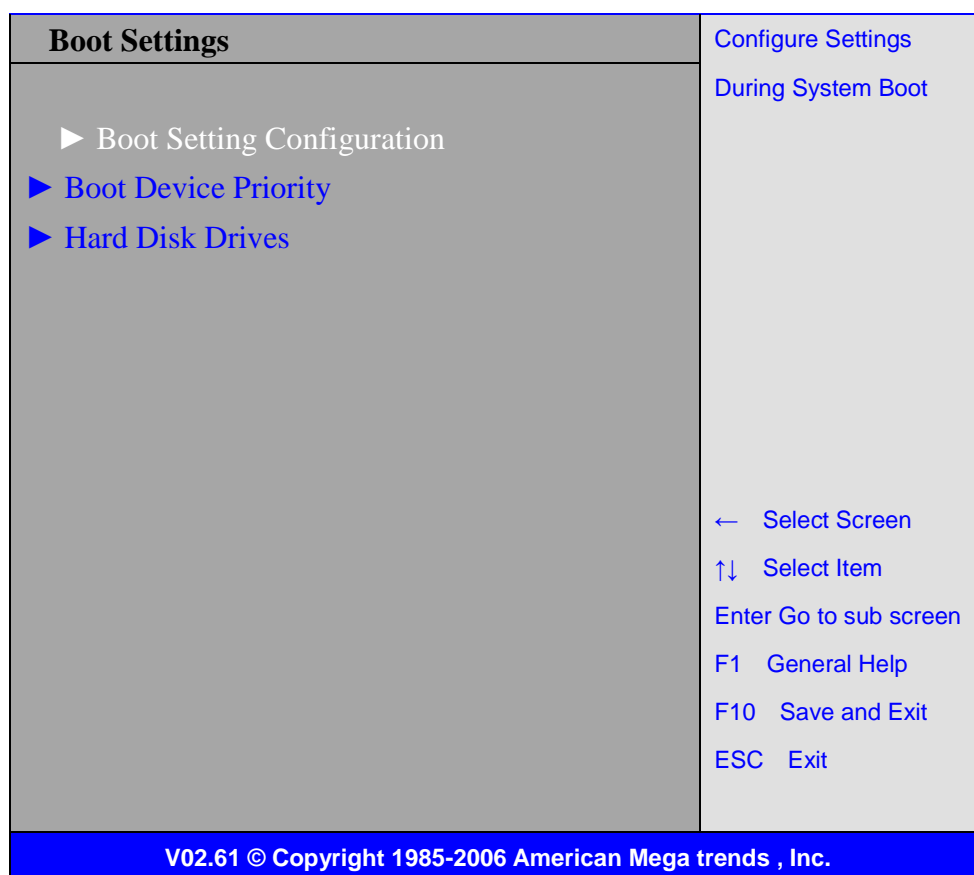 Boot Settings
► Boot Setting Configuration
► Boot Device Priority
► Hard Disk Drives
Configure Settings
During System Boot
← Select Screen
↑↓ Select Item
Enter Go to sub screen
F1 General Help
F10 Save and Exit
ESC Exit
V02.61 © Copyright 1985-2006 American Mega trends , Inc.